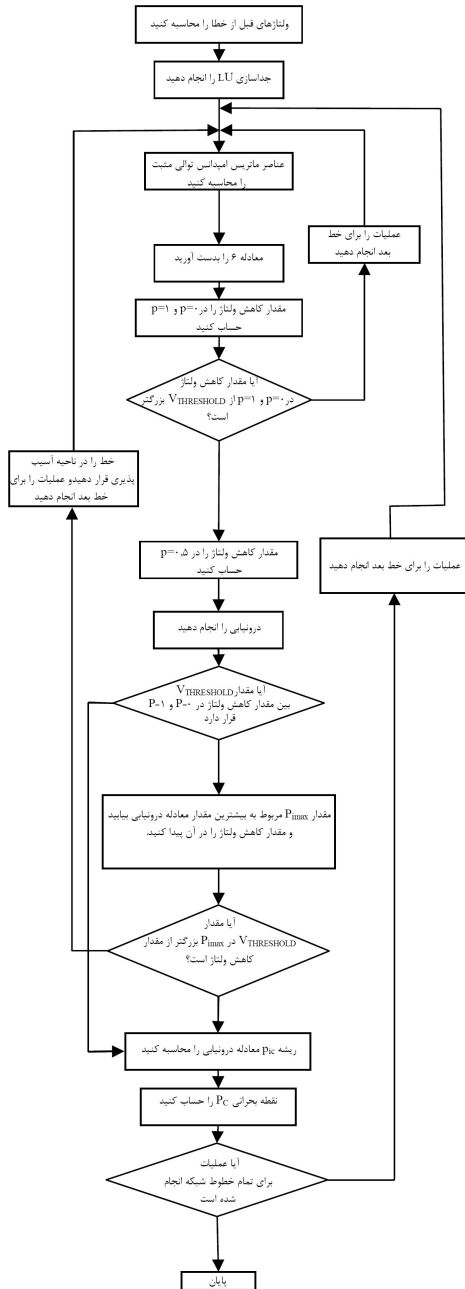 ولتاژهای قبل از خطا را محاسبه کنید
جداسازی LU را انجام دهید
عناصر ماتریس امپدانس توالی مثبت
را محاسبه کنید
عملیات را برای خط
بعد انجام دهید
معادله ۶ را بدست آورید
مقدار کاهش ولتاژ را در p=۰ و p=۱
حساب کنید
آیا مقدار کاهش ولتاژ
در p=۰ و p=۱ از VTHRESHOLD بزرگتر
است؟
خط را در ناحیه آسیب
پذیری قرار دهیدو عملیات را برای
خط بعد انجام دهید
مقدار کاهش ولتاژ را در p=۰.۵
حساب کنید
عملیات را برای خط بعد انجام دهید
درونیابی را انجام دهید
آیا مقدار VTHRESHOLD
بین مقدار کاهش ولتاژ در P-۰ و P-۱
قرار دارد
مقدار Pimax مربوط به بیشترین مقدار معادله درونیابی بیابید
و مقدار کاهش ولتاژ را در آن پیدا کنید.
آیا مقدار
VTHRESHOLD در Pimax بزرگتر از مقدار
کاهش ولتاژ است؟
ریشه pic معادله درونیابی را محاسبه کنید
نقطه بحرانی PC را حساب کنید
آیا عملیات
برای تمام خطوط شبکه انجام
شده است
پایان